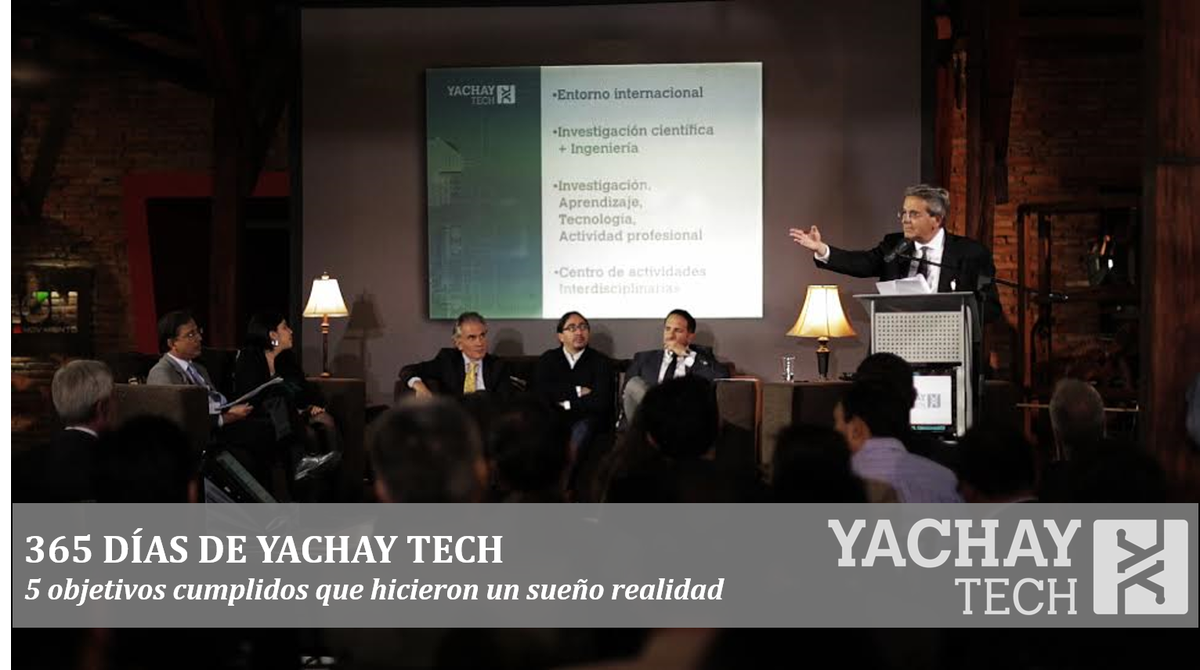 YACHAY
TECH
•Entorno internacional
•Investigación científica
+ Ingeniería
•Investigación,
Aprendizaje,
Tecnología,
Actividad profesional
•Centro de actividades
Interdisciplinarias
MOVIMIENTO
365 DÍAS DE YACHAY TECH
5 objetivos cumplidos que hicieron un sueño realidad
YACHAY
TECH